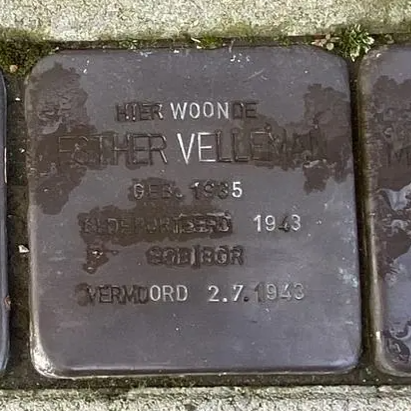 HIER WOONDE
ESTHER VELLEMAN
GEB. 1935
GEDEPORTEERD 1943
SOBIBOR
VERMOORD 2.7.1943